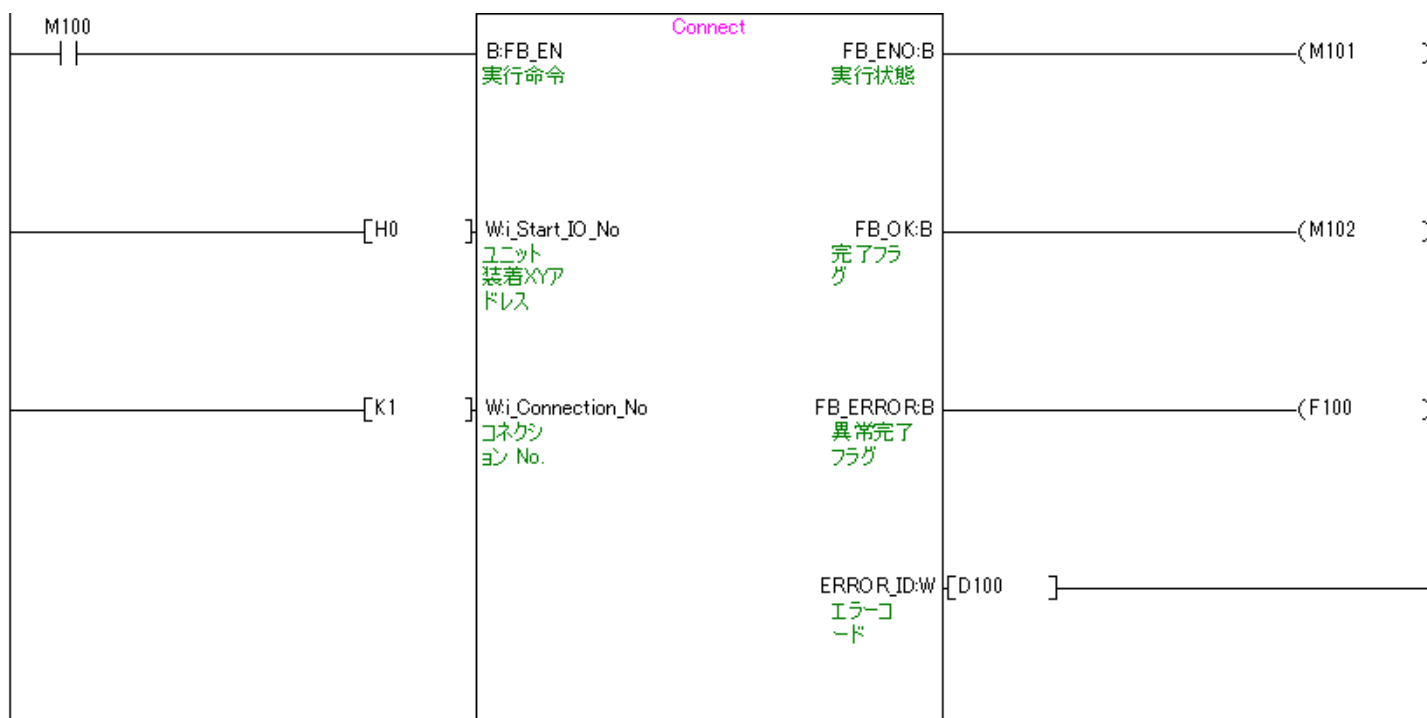 M100
Connect
B:FB_EN
実行命令
FB_ENO:B
実行状態
(M101 )
[H0 ]
W:i_Start_IO_No
ユニット
装着XYア
ドレス
FB_OK:B
完了フラ
グ
(M102 )
[K1 ]
W:i_Connection_No
コネクシ
ョン No.
FB_ERROR:B
異常完了
フラグ
(F100 )
ERROR_ID:W
エラーコ
ード
[D100 ]